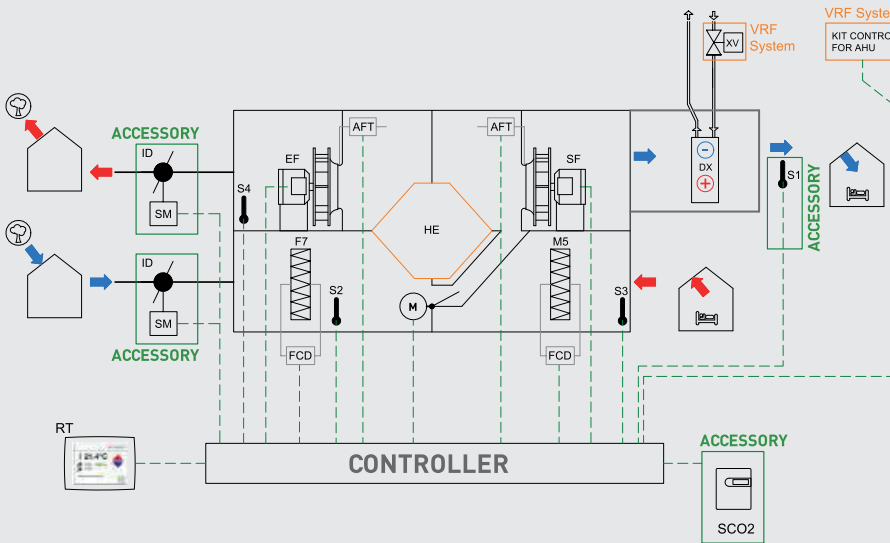 VRF
System
XV
VRF Syste
KIT CONTRO
FOR AHU
ACCESSORY
ID
SM
AFT
AFT
EF
SF
S4
HE
DX
S1
ACCESSORY
ID
SM
ACCESSORY
F7
S2
M
M5
S3
FCD
FCD
RT
21.4°C
CONTROLLER
ACCESSORY
SCO2